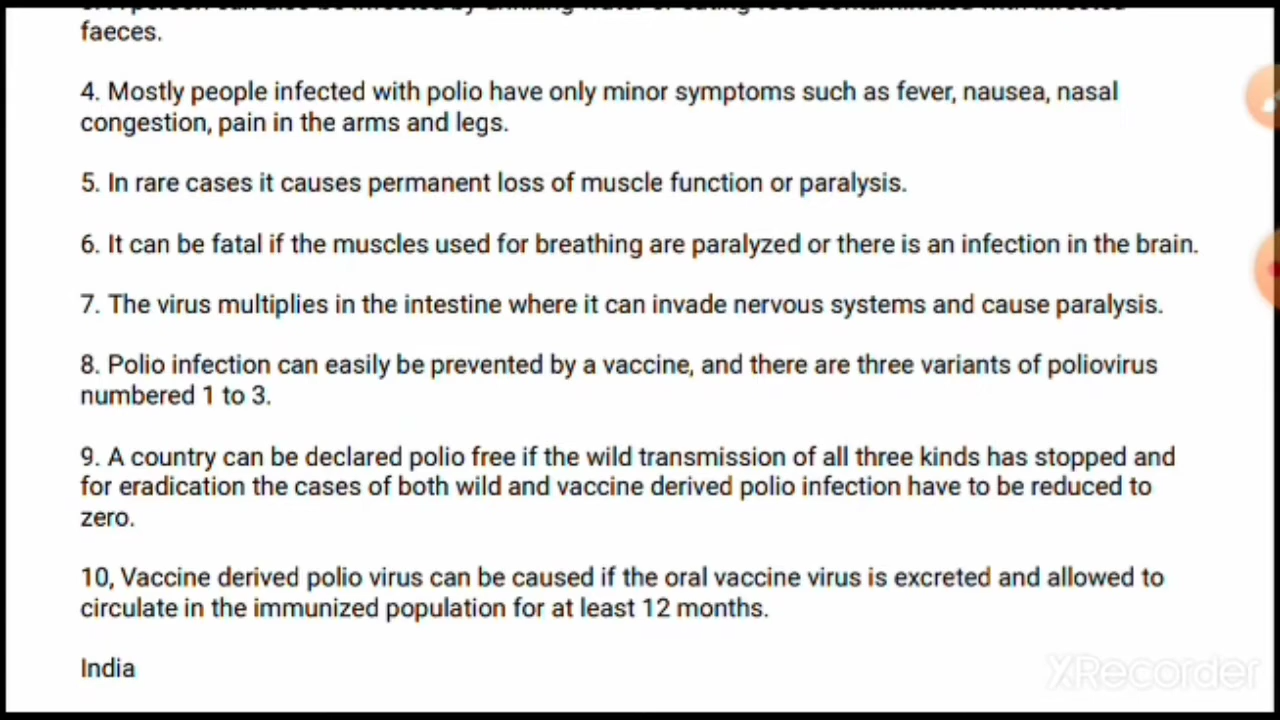 faeces.
4. Mostly people infected with polio have only minor symptoms such as fever, nausea, nasal
congestion, pain in the arms and legs.
5. In rare cases it causes permanent loss of muscle function or paralysis.
6. It can be fatal if the muscles used for breathing are paralyzed or there is an infection in the brain.
7. The virus multiplies in the intestine where it can invade nervous systems and cause paralysis.
8. Polio infection can easily be prevented by a vaccine, and there are three variants of poliovirus
numbered 1 to 3.
9. A country can be declared polio free if the wild transmission of all three kinds has stopped and
for eradication the cases of both wild and vaccine derived polio infection have to be reduced to
zero.
10, Vaccine derived polio virus can be caused if the oral vaccine virus is excreted and allowed to
circulate in the immunized population for at least 12 months.
India
XRecorder